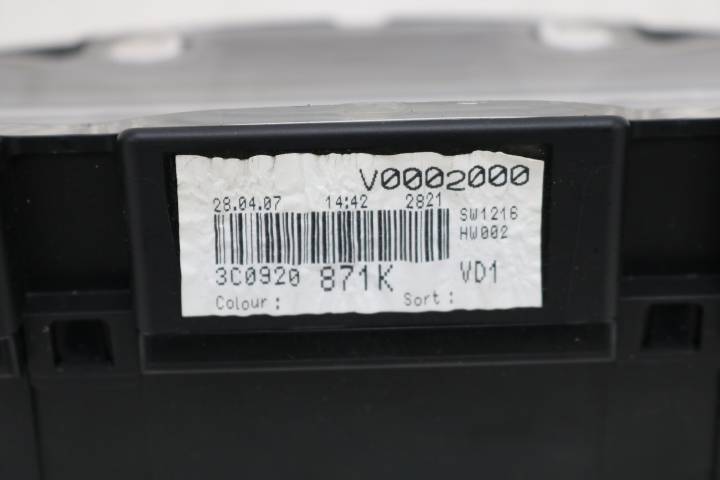 V0002000
28.04.07 14:42 2821
SW1216
HW002
3C0920 871K VD1
Colour : Sort :